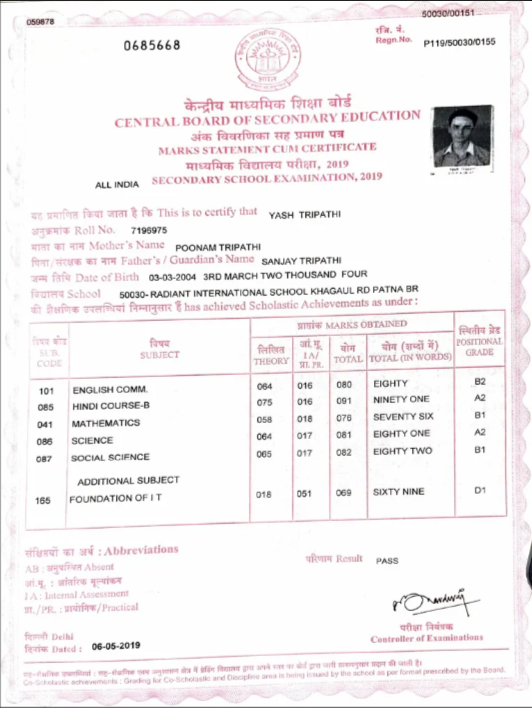 059878
50030/00151
0685668
रजि. नं.
Regn.No. P119/50030/0155
भारत
केन्द्रीय माध्यमिक शिक्षा बोर्ड
CENTRAL BOARD OF SECONDARY EDUCATION
अंक विवरणिका सह प्रमाण पत्र
MARKS STATEMENT CUM CERTIFICATE
माध्यमिक विद्यालय परीक्षा, 2019
ALL INDIA SECONDARY SCHOOL EXAMINATION, 2019
यह प्रमाणित किया जाता है कि This is to certify that YASH TRIPATHI
अनुक्रमांक Roll No. 7196975
माता का नाम Mother's Name POONAM TRIPATHI
पिता/संरक्षक का नाम Father's / Guardian's Name SANJAY TRIPATHI
जन्म तिथि Date of Birth 03-03-2004 3RD MARCH TWO THOUSAND FOUR
विद्यालय School 50030- RADIANT INTERNATIONAL SCHOOL KHAGAUL RD PATNA BR
की शैक्षिक उपलब्धियां निम्नानुसार हैं has achieved Scholastic Achievements as under :
विषय कोड SUB. CODE
विषय SUBJECT
प्राप्तांक MARKS OBTAINED
लिखित THEORY
आं.मू. IA/ प्रा. PR.
योग TOTAL
योग (शब्दों में) TOTAL (IN WORDS)
स्थितीय ग्रेड POSITIONAL GRADE
101 ENGLISH COMM. 064 016 080 EIGHTY B2
085 HINDI COURSE-B 075 016 091 NINETY ONE A2
041 MATHEMATICS 058 018 076 SEVENTY SIX B1
086 SCIENCE 064 017 081 EIGHTY ONE A2
087 SOCIAL SCIENCE 065 017 082 EIGHTY TWO B1
ADDITIONAL SUBJECT
165 FOUNDATION OF I T 018 051 069 SIXTY NINE D1
संक्षिप्तियों का अर्थ : Abbreviations
परिणाम Result PASS
AB : अनुपस्थित Absent
आं.मू. : आंतरिक मूल्यांकन
I A : Internal Assessment
प्रा./PR. : प्रायोगिक/Practical
दिल्ली Delhi
दिनांक Dated : 06-05-2019
परीक्षा नियंत्रक
Controller of Examinations
Co-Scholastic achievements : Grading for Co-Scholastic and Discipline area is being issued by the school as per format prescribed by the Board.